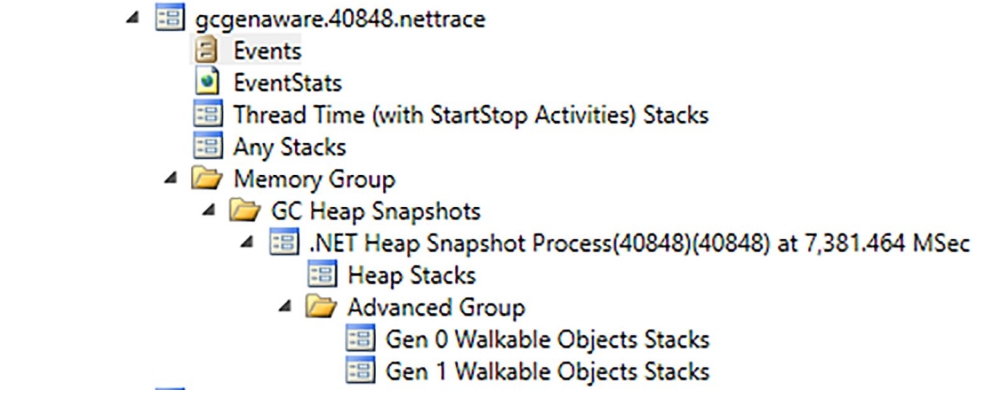 gcgenaware.40848.nettrace
Events
EventStats
Thread Time (with StartStop Activities) Stacks
Any Stacks
Memory Group
GC Heap Snapshots
.NET Heap Snapshot Process(40848)(40848) at 7,381.464 MSec
Heap Stacks
Advanced Group
Gen 0 Walkable Objects Stacks
Gen 1 Walkable Objects Stacks